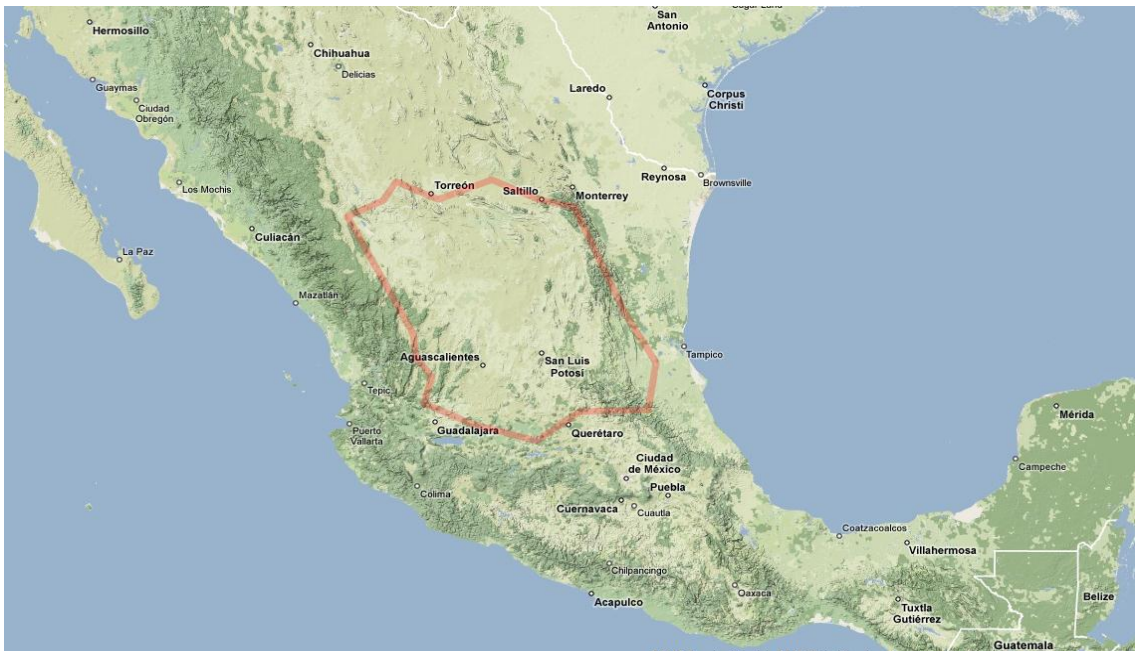 Sugar Land
San
Antonio
Hermosillo
Chihuahua
Delicias
Guaymas
Ciudad
Obregón
Laredo
Corpus
Christi
Los Mochis
Torreón
Saltillo
Monterrey
Reynosa
Brownsville
Culiacán
La Paz
Mazatlán
Aguascalientes
San Luis
Potosí
Tampico
Tepic
Puerto
Vallarta
Guadalajara
Querétaro
Mérida
Ciudad
de México
Campeche
Colima
Puebla
Cuernavaca
Cuautla
Coatzacoalcos
Villahermosa
Chilpancingo
Oaxaca
Acapulco
Tuxtla
Gutiérrez
Belize
Guatemala